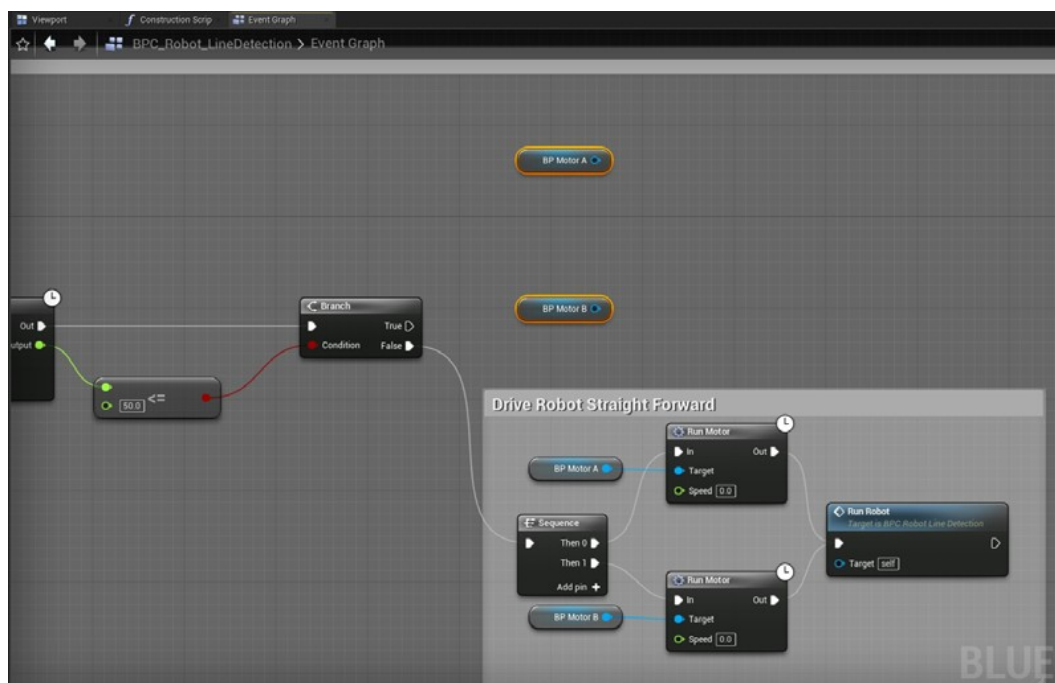 Viewport
Construction Scrip
Event Graph
BPC_Robot_LineDetection > Event Graph
BP Motor A
BP Motor B
Out
utput
50.0 <=
Branch
True
Condition False
Drive Robot Straight Forward
Run Motor
In Out
Target
Speed 0.0
BP Motor A
Sequence
Then 0
Then 1
Add pin +
BP Motor B
Run Motor
In Out
Target
Speed 0.0
Run Robot
Target is BPC Robot Line Detection
Target self
BLUE